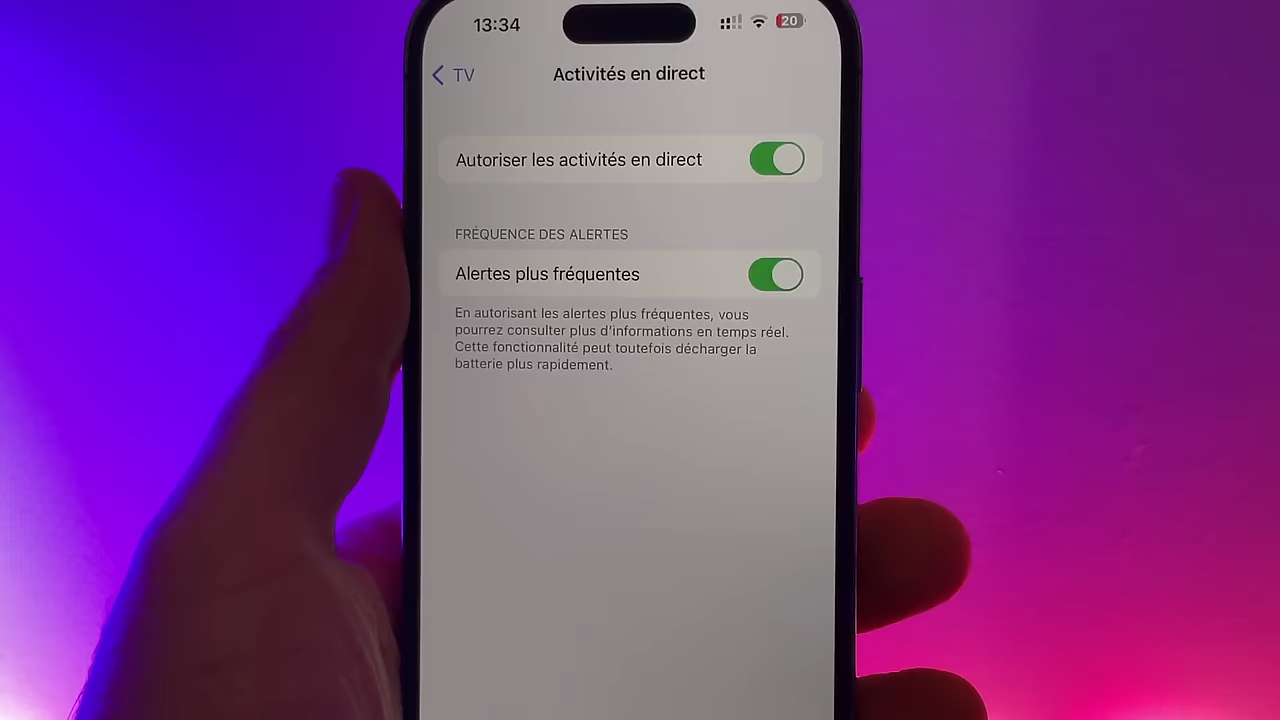 13:34
20
TV
Activités en direct
Autoriser les activités en direct
FRÉQUENCE DES ALERTES
Alertes plus fréquentes
En autorisant les alertes plus fréquentes, vous
pourrez consulter plus d'informations en temps réel.
Cette fonctionnalité peut toutefois décharger la
batterie plus rapidement.